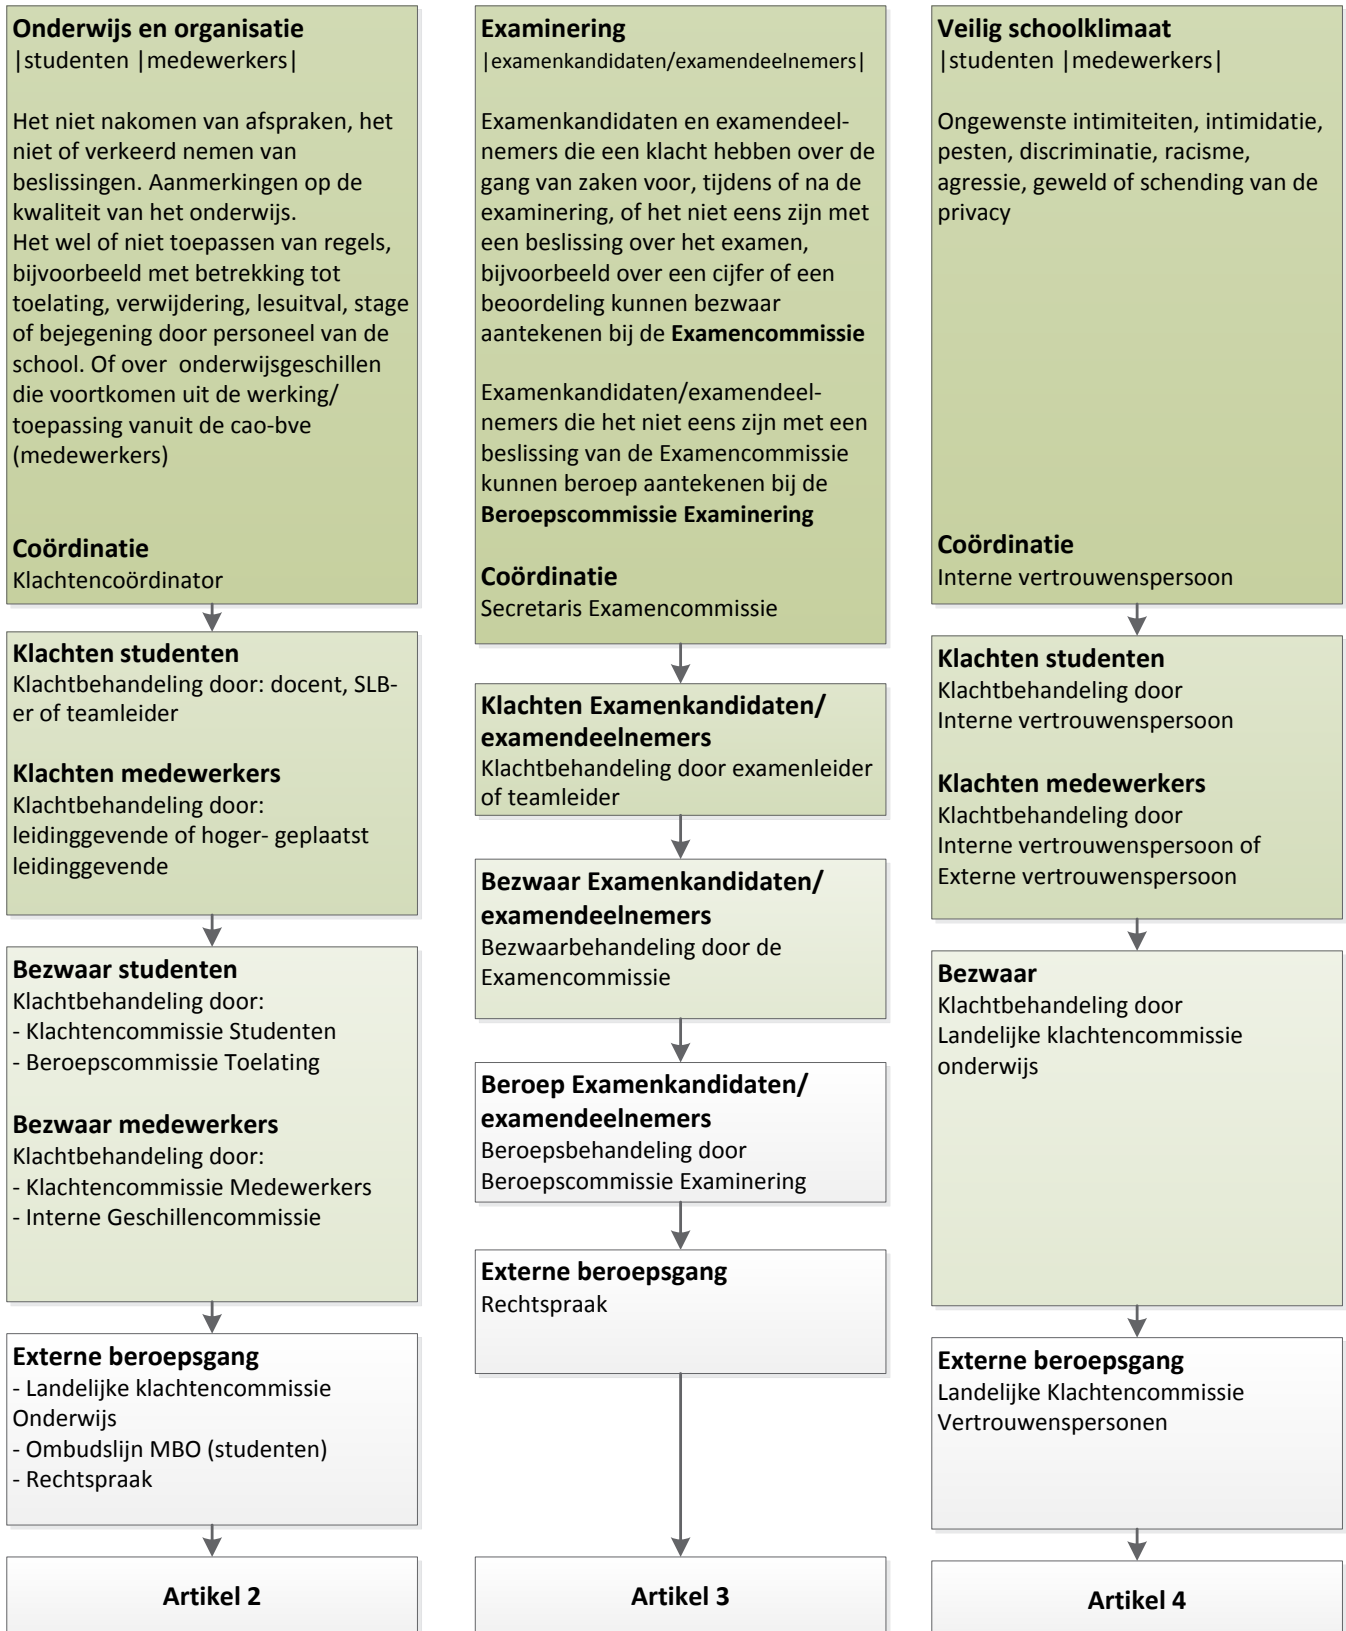 Onderwijs en organisatie
|studenten |medewerkers|
Het niet nakomen van afspraken, het
niet of verkeerd nemen van
beslissingen. Aanmerkingen op de
kwaliteit van het onderwijs.
Het wel of niet toepassen van regels,
bijvoorbeeld met betrekking tot
toelating, verwijdering, lesuitval, stage
of bejegening door personeel van de
school. Of over onderwijsgeschillen
die voortkomen uit de werking/
toepassing vanuit de cao-bve
(medewerkers)
Coördinatie
Klachtencoördinator
Klachten studenten
Klachtbehandeling door: docent, SLB-
er of teamleider
Klachten medewerkers
Klachtbehandeling door:
leidinggevende of hoger- geplaatst
leidinggevende
Bezwaar studenten
Klachtbehandeling door:
- Klachtencommissie Studenten
- Beroepscommissie Toelating
Bezwaar medewerkers
Klachtbehandeling door:
- Klachtencommissie Medewerkers
- Interne Geschillencommissie
Externe beroepsgang
- Landelijke klachtencommissie
Onderwijs
- Ombudslijn MBO (studenten)
- Rechtspraak
Artikel 2
Examinering
|examenkandidaten/examendeelnemers|
Examenkandidaten en examendeel-
nemers die een klacht hebben over de
gang van zaken voor, tijdens of na de
examinering, of het niet eens zijn met
een beslissing over het examen,
bijvoorbeeld over een cijfer of een
beoordeling kunnen bezwaar
aantekenen bij de Examencommissie
Examenkandidaten/examendeel-
nemers die het niet eens zijn met een
beslissing van de Examencommissie
kunnen beroep aantekenen bij de
Beroepscommissie Examinering
Coördinatie
Secretaris Examencommissie
Klachten Examenkandidaten/
examendeelnemers
Klachtbehandeling door examenleider
of teamleider
Bezwaar Examenkandidaten/
examendeelnemers
Bezwaarbehandeling door de
Examencommissie
Beroep Examenkandidaten/
examendeelnemers
Beroepsbehandeling door
Beroepscommissie Examinering
Externe beroepsgang
Rechtspraak
Artikel 3
Veilig schoolklimaat
|studenten |medewerkers|
Ongewenste intimiteiten, intimidatie,
pesten, discriminatie, racisme,
agressie, geweld of schending van de
privacy
Coördinatie
Interne vertrouwenspersoon
Klachten studenten
Klachtbehandeling door
Interne vertrouwenspersoon
Klachten medewerkers
Klachtbehandeling door
Interne vertrouwenspersoon of
Externe vertrouwenspersoon
Bezwaar
Klachtbehandeling door
Landelijke klachtencommissie
onderwijs
Externe beroepsgang
Landelijke Klachtencommissie
Vertrouwenspersonen
Artikel 4